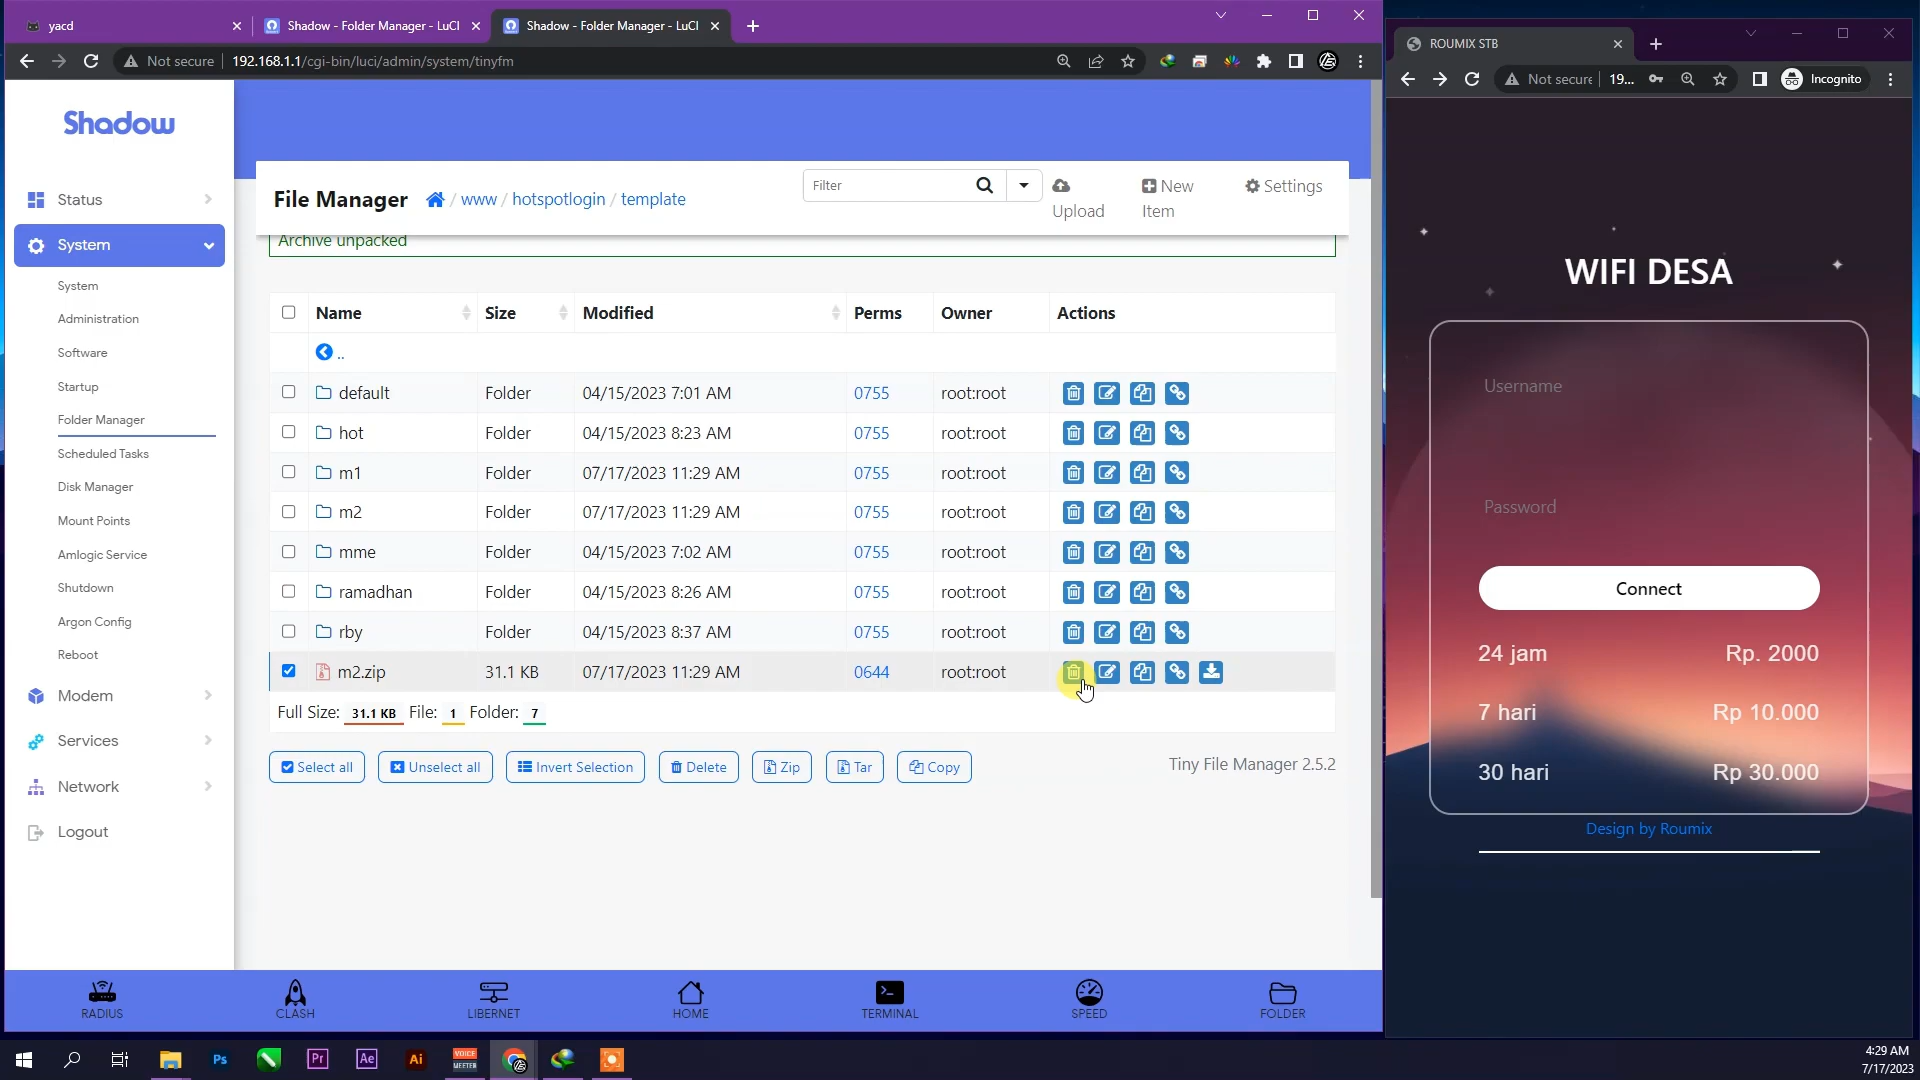 yacd
Shadow - Folder Manager - LuCI
Shadow - Folder Manager - LuCI
Not secure
192.168.1.1/cgi-bin/luci/admin/system/tinyfm
Shadow
Status
System
System
Administration
Software
Startup
Folder Manager
Scheduled Tasks
Disk Manager
Mount Points
Amlogic Service
Shutdown
Argon Config
Reboot
Modem
Services
Network
Logout
File Manager / www / hotspotlogin / template
Filter
Upload
New Item
Settings
Archive unpacked
Name Size Modified Perms Owner Actions
..
default Folder 04/15/2023 7:01 AM 0755 root:root
hot Folder 04/15/2023 8:23 AM 0755 root:root
m1 Folder 07/17/2023 11:29 AM 0755 root:root
m2 Folder 07/17/2023 11:29 AM 0755 root:root
mme Folder 04/15/2023 7:02 AM 0755 root:root
ramadhan Folder 04/15/2023 8:26 AM 0755 root:root
rby Folder 04/15/2023 8:37 AM 0755 root:root
m2.zip 31.1 KB 07/17/2023 11:29 AM 0644 root:root
Full Size: 31.1 KB File: 1 Folder: 7
Select all Unselect all Invert Selection Delete Zip Tar Copy
Tiny File Manager 2.5.2
RADIUS CLASH LIBERNET HOME TERMINAL SPEED FOLDER
ROUMIX STB
Not secure
19...
Incognito
WIFI DESA
Username
Password
Connect
24 jam Rp. 2000
7 hari Rp 10.000
30 hari Rp 30.000
Design by Roumix
Ps Pr Ae Ai VOICE MEETER
4:29 AM
7/17/2023